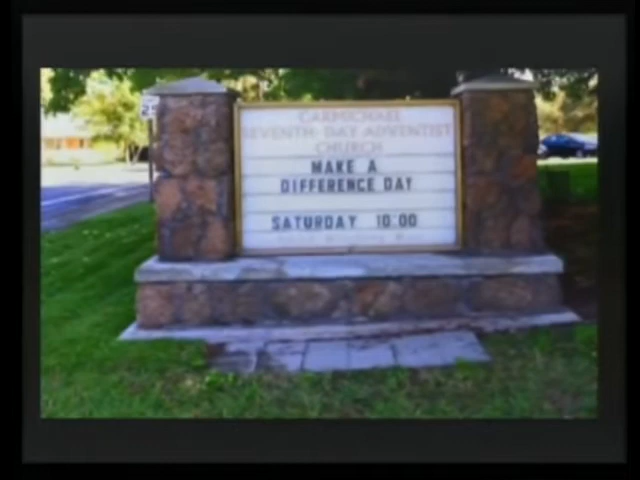 CARMICHAEL
SEVENTH-DAY ADVENTIST
CHURCH
MAKE A
DIFFERENCE DAY
SATURDAY 10:00